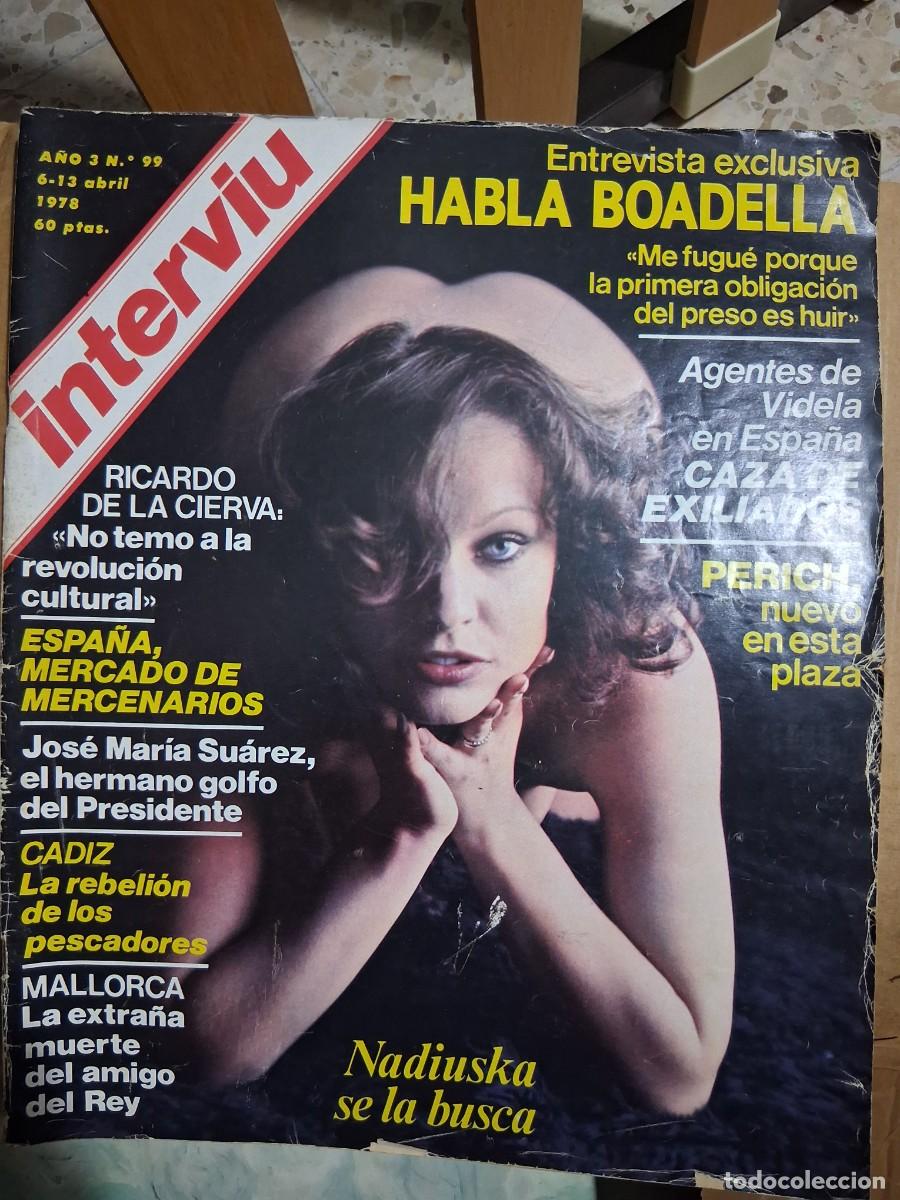 AÑO 3 N.º 99
6-13 abril
1978
60 ptas.
interviu
Entrevista exclusiva
HABLA BOADELLA
«Me fugué porque
la primera obligación
del preso es huir»
Agentes de
Videla
en España
CAZA DE
EXILIADOS
PERICH,
nuevo
en esta
plaza
RICARDO
DE LA CIERVA:
«No temo a la
revolución
cultural»
ESPAÑA,
MERCADO DE
MERCENARIOS
José María Suárez,
el hermano golfo
del Presidente
CADIZ
La rebelión
de los
pescadores
MALLORCA
La extraña
muerte
del amigo
del Rey
Nadiuska
se la busca
todocoleccion